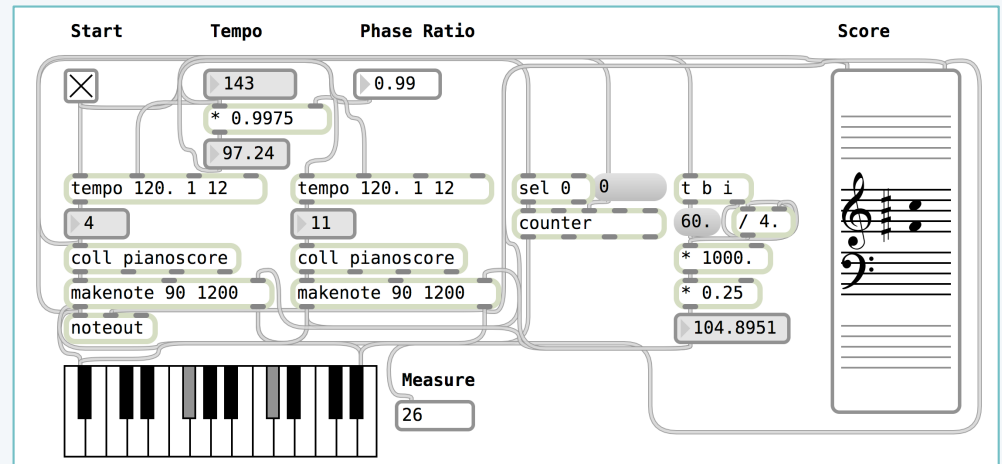 Start Tempo Phase Ratio Score
143 0.99
* 0.9975
97.24
tempo 120. 1 12 tempo 120. 1 12 sel 0 0 t b i
4 11 counter 60. / 4.
coll pianoscore coll pianoscore * 1000.
makenote 90 1200 makenote 90 1200 * 0.25
noteout 104.8951
Measure
26